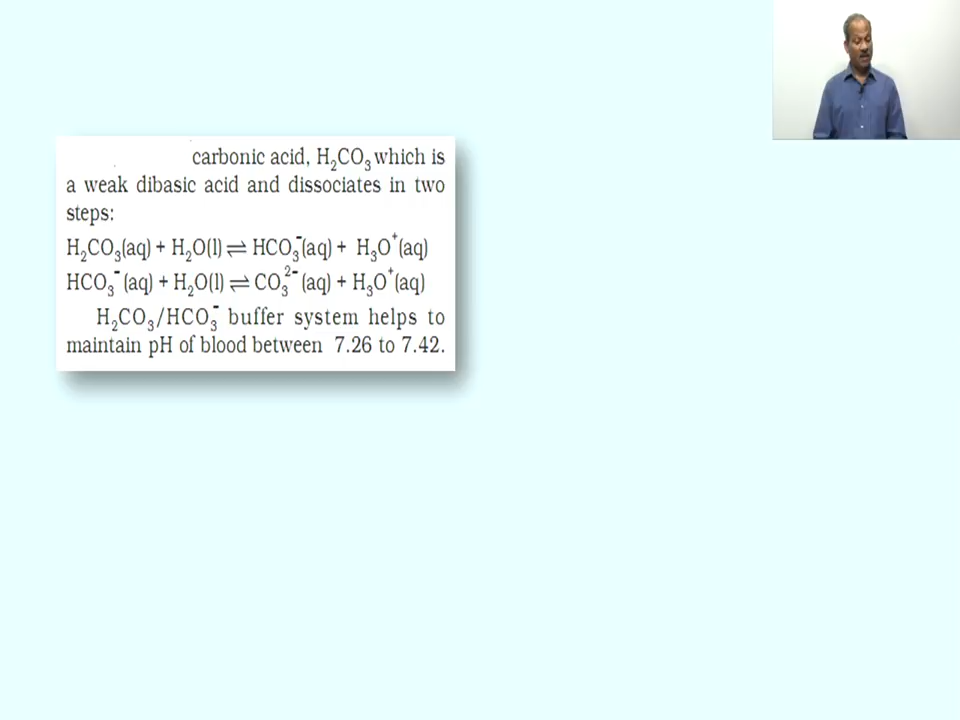 carbonic acid, H₂CO₃ which is
a weak dibasic acid and dissociates in two
steps:
H₂CO₃(aq) + H₂O(l) ⇌ HCO₃⁻(aq) + H₃O⁺(aq)
HCO₃⁻(aq) + H₂O(l) ⇌ CO₃²⁻(aq) + H₃O⁺(aq)
H₂CO₃/HCO₃⁻ buffer system helps to
maintain pH of blood between 7.26 to 7.42.